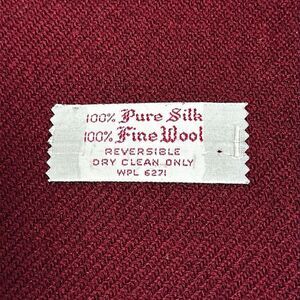 100% Pure Silk
100% Fine Wool
REVERSIBLE
DRY CLEAN ONLY
WPL 6271